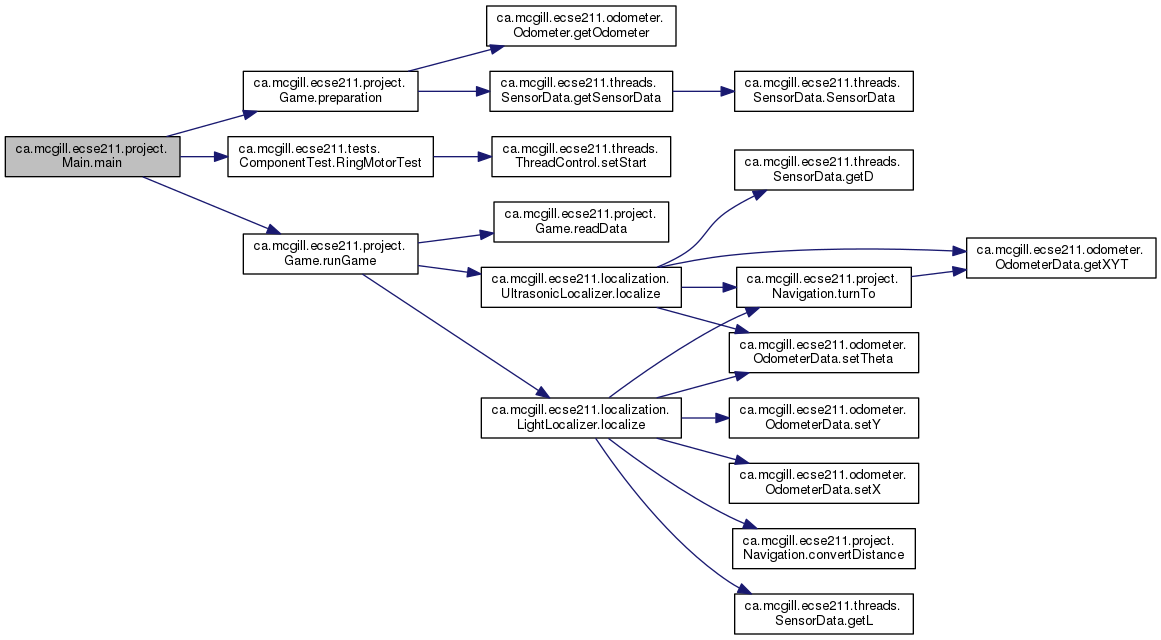 ca.mcgill.ecse211.odometer.
Odometer.getOdometer
ca.mcgill.ecse211.project.
Game.preparation
ca.mcgill.ecse211.threads.
SensorData.getSensorData
ca.mcgill.ecse211.threads.
SensorData.SensorData
ca.mcgill.ecse211.project.
Main.main
ca.mcgill.ecse211.tests.
ComponentTest.RingMotorTest
ca.mcgill.ecse211.threads.
ThreadControl.setStart
ca.mcgill.ecse211.threads.
SensorData.getD
ca.mcgill.ecse211.project.
Game.readData
ca.mcgill.ecse211.project.
Game.runGame
ca.mcgill.ecse211.odometer.
OdometerData.getXYT
ca.mcgill.ecse211.localization.
UltrasonicLocalizer.localize
ca.mcgill.ecse211.project.
Navigation.turnTo
ca.mcgill.ecse211.odometer.
OdometerData.setTheta
ca.mcgill.ecse211.localization.
LightLocalizer.localize
ca.mcgill.ecse211.odometer.
OdometerData.setY
ca.mcgill.ecse211.odometer.
OdometerData.setX
ca.mcgill.ecse211.project.
Navigation.convertDistance
ca.mcgill.ecse211.threads.
SensorData.getL